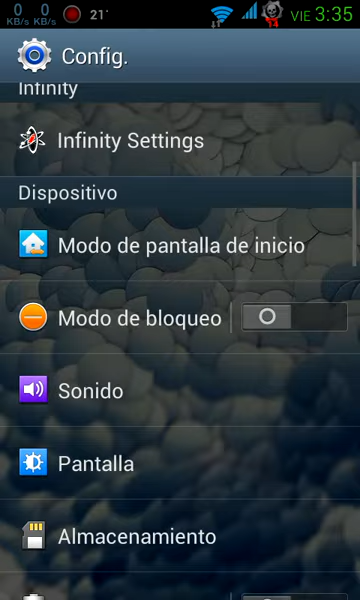 0 KB/s 0 KB/s 21° 14 VIE 3:35
Config.
Infinity
Infinity Settings
Dispositivo
Modo de pantalla de inicio
Modo de bloqueo
Sonido
Pantalla
Almacenamiento